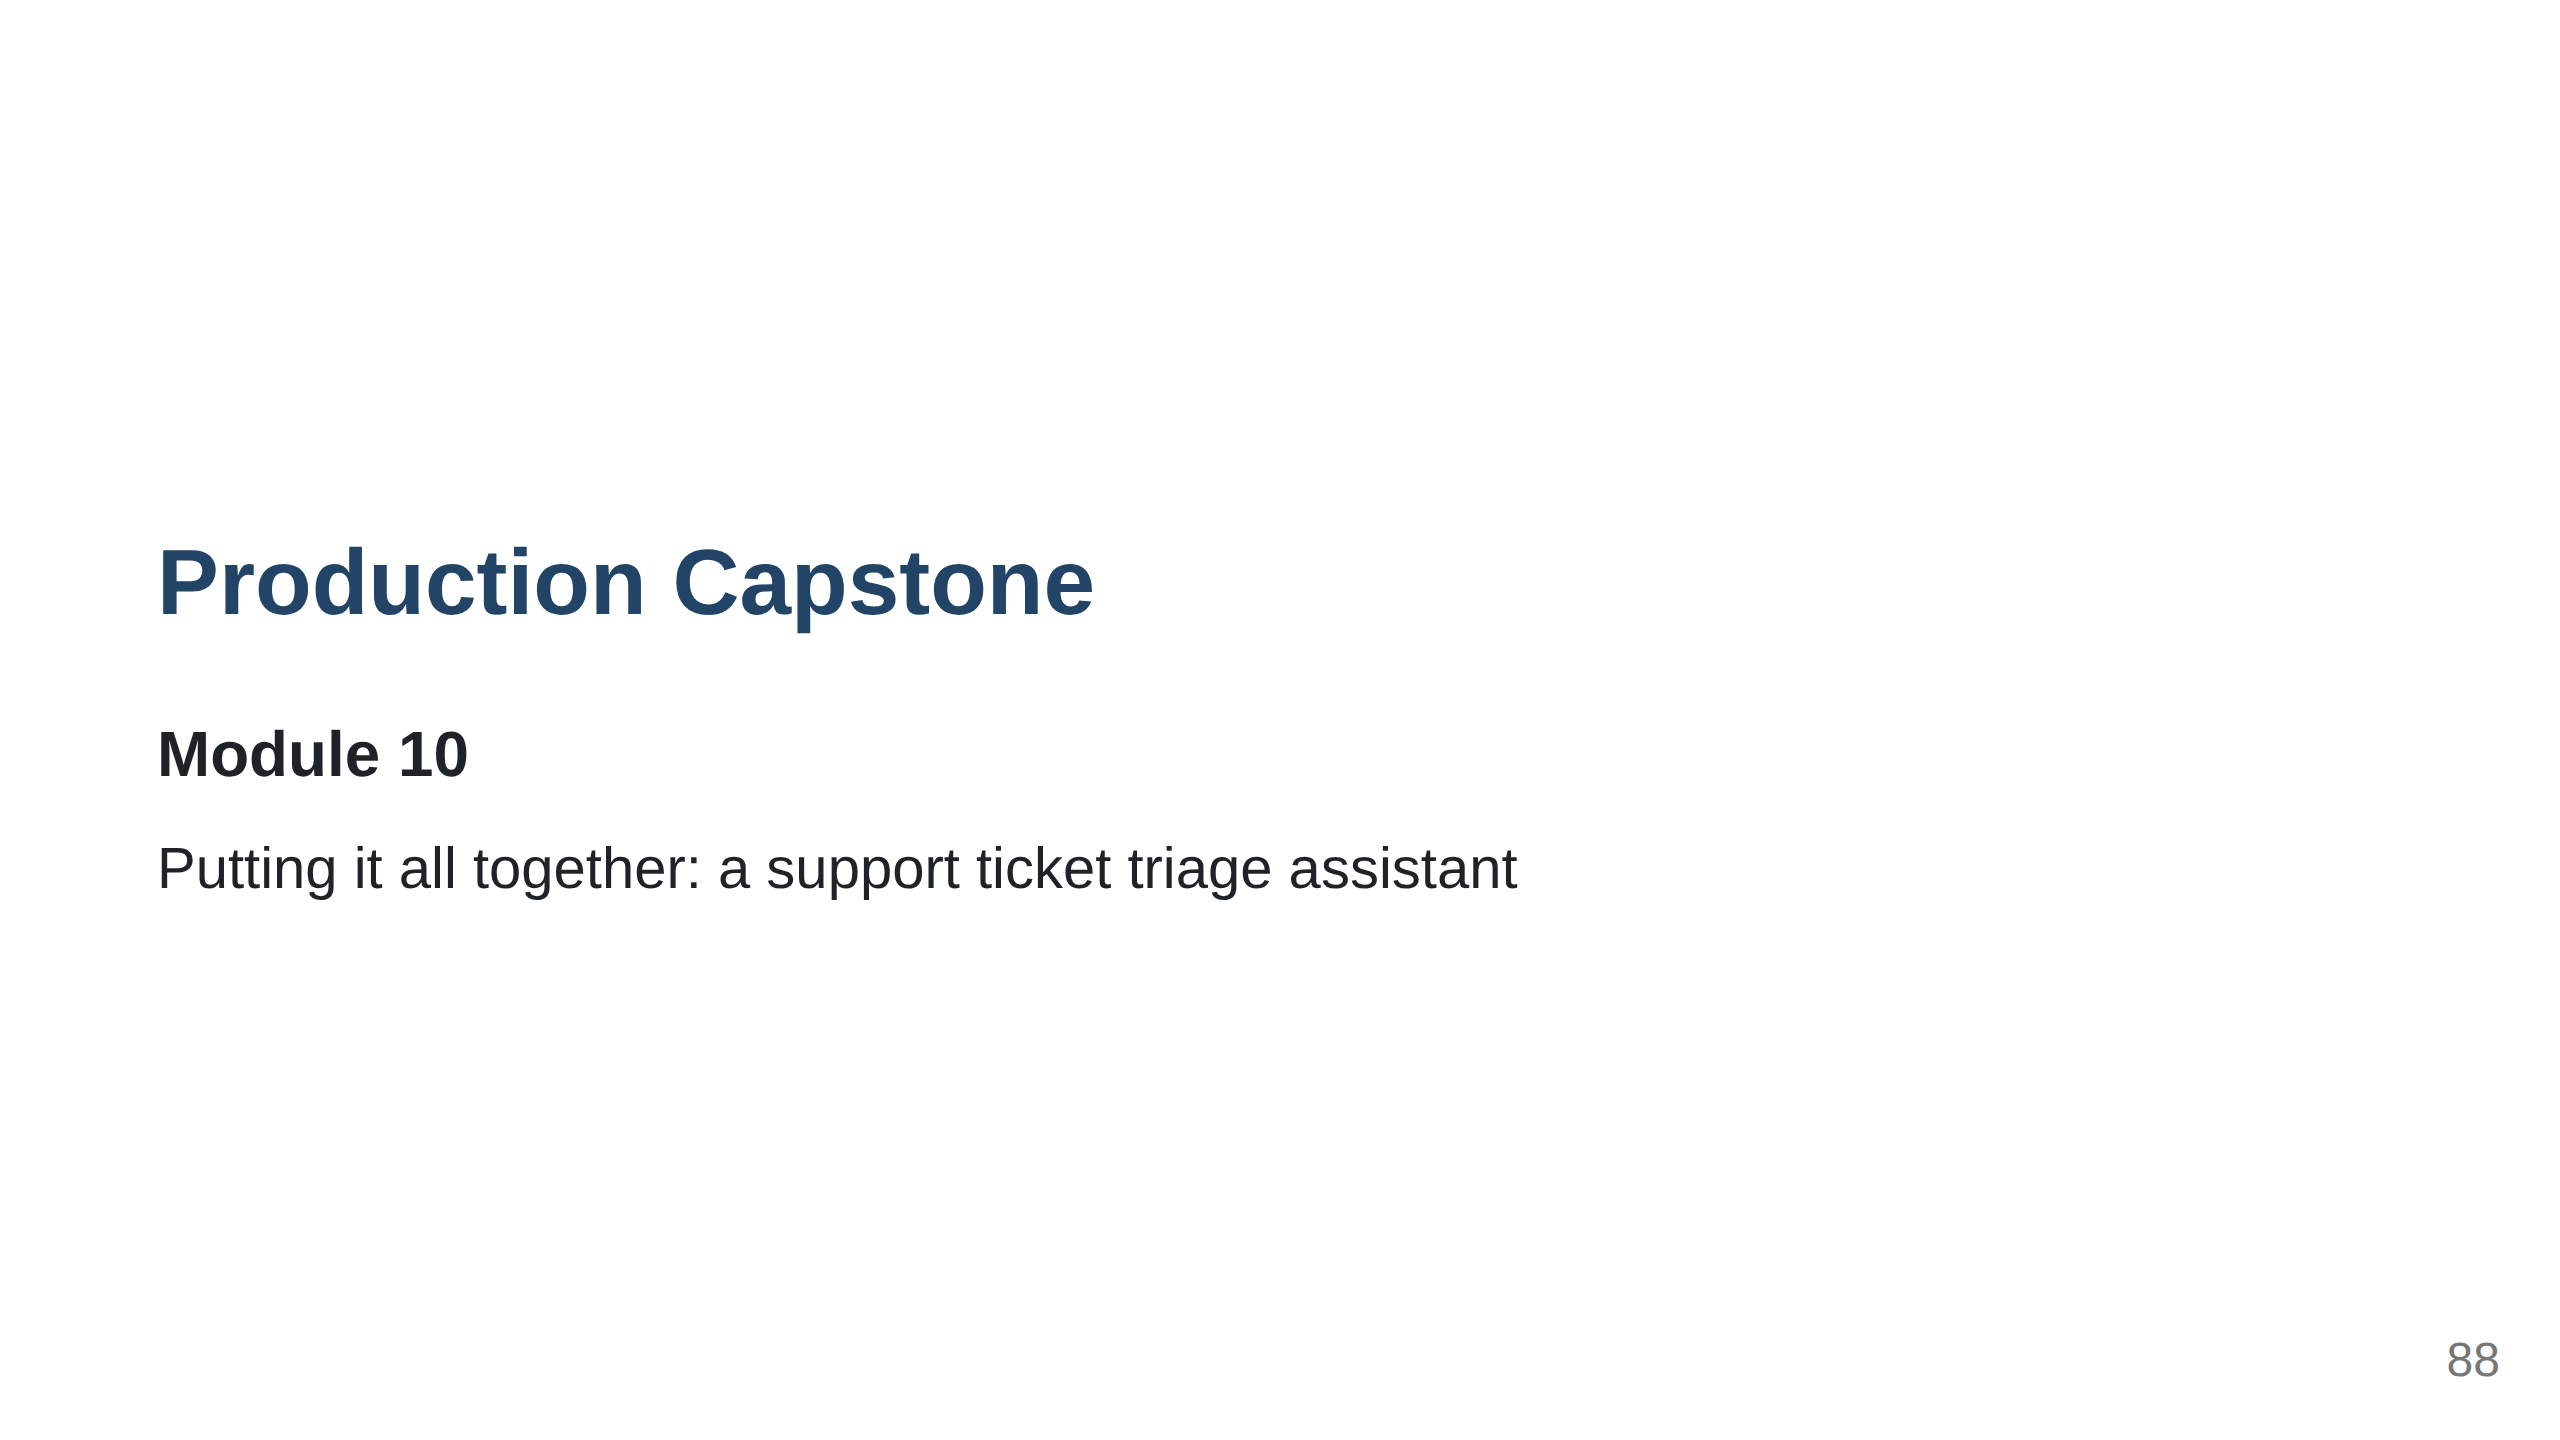 Production Capstone
Module 10
Putting it all together: a support ticket triage assistant
88